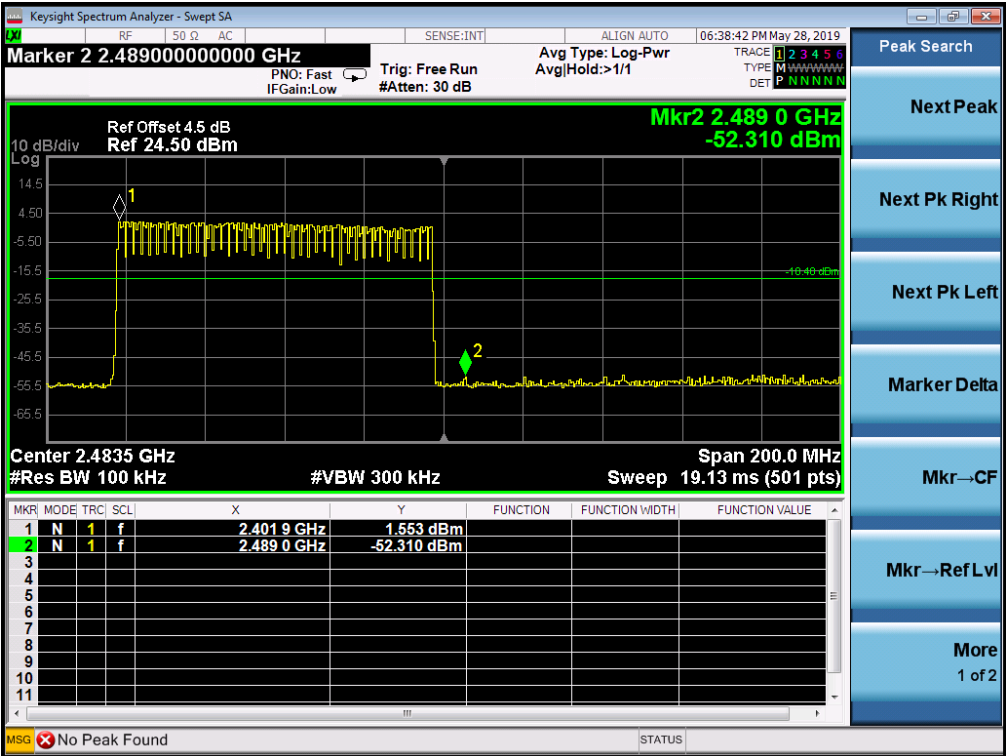 Keysight Spectrum Analyzer - Swept SA
LXI RF 50 Ω AC SENSE:INT ALIGN AUTO 06:38:42 PM May 28, 2019
Marker 2 2.489000000000 GHz
PNO: Fast
IFGain:Low
Trig: Free Run
#Atten: 30 dB
Avg Type: Log-Pwr
Avg|Hold:>1/1
TRACE 1 2 3 4 5 6
TYPE M W W W W W
DET P N N N N N
Peak Search
Mkr2 2.489 0 GHz
-52.310 dBm
Ref Offset 4.5 dB
10 dB/div Ref 24.50 dBm
Log
14.5
4.50
-5.50
-15.5
-25.5
-35.5
-45.5
-55.5
-65.5
1
2
-18.40 dBm
Center 2.4835 GHz Span 200.0 MHz
#Res BW 100 kHz #VBW 300 kHz Sweep 19.13 ms (501 pts)
MKR MODE TRC SCL X Y FUNCTION FUNCTION WIDTH FUNCTION VALUE
1 N 1 f 2.401 9 GHz 1.553 dBm
2 N 1 f 2.489 0 GHz -52.310 dBm
3
4
5
6
7
8
9
10
11
MSG No Peak Found STATUS
Next Peak
Next Pk Right
Next Pk Left
Marker Delta
Mkr→CF
Mkr→Ref Lvl
More
1 of 2